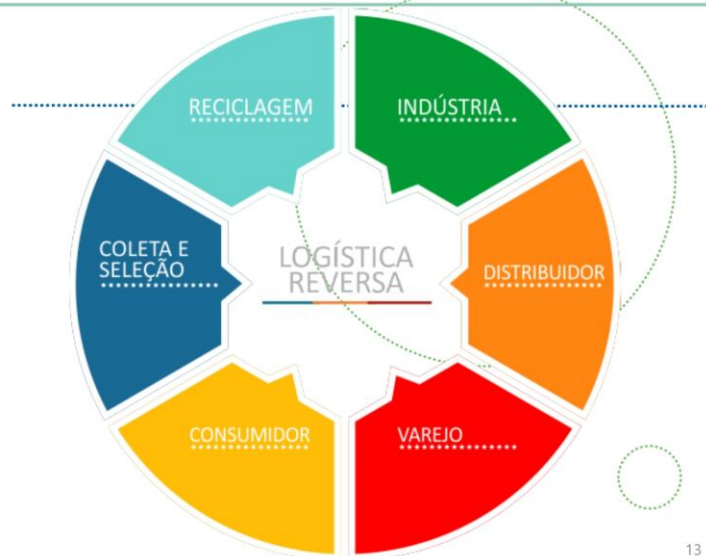 RECICLAGEM
INDÚSTRIA
COLETA E
SELEÇÃO
LOGÍSTICA
REVERSA
DISTRIBUIDOR
CONSUMIDOR
VAREJO
13